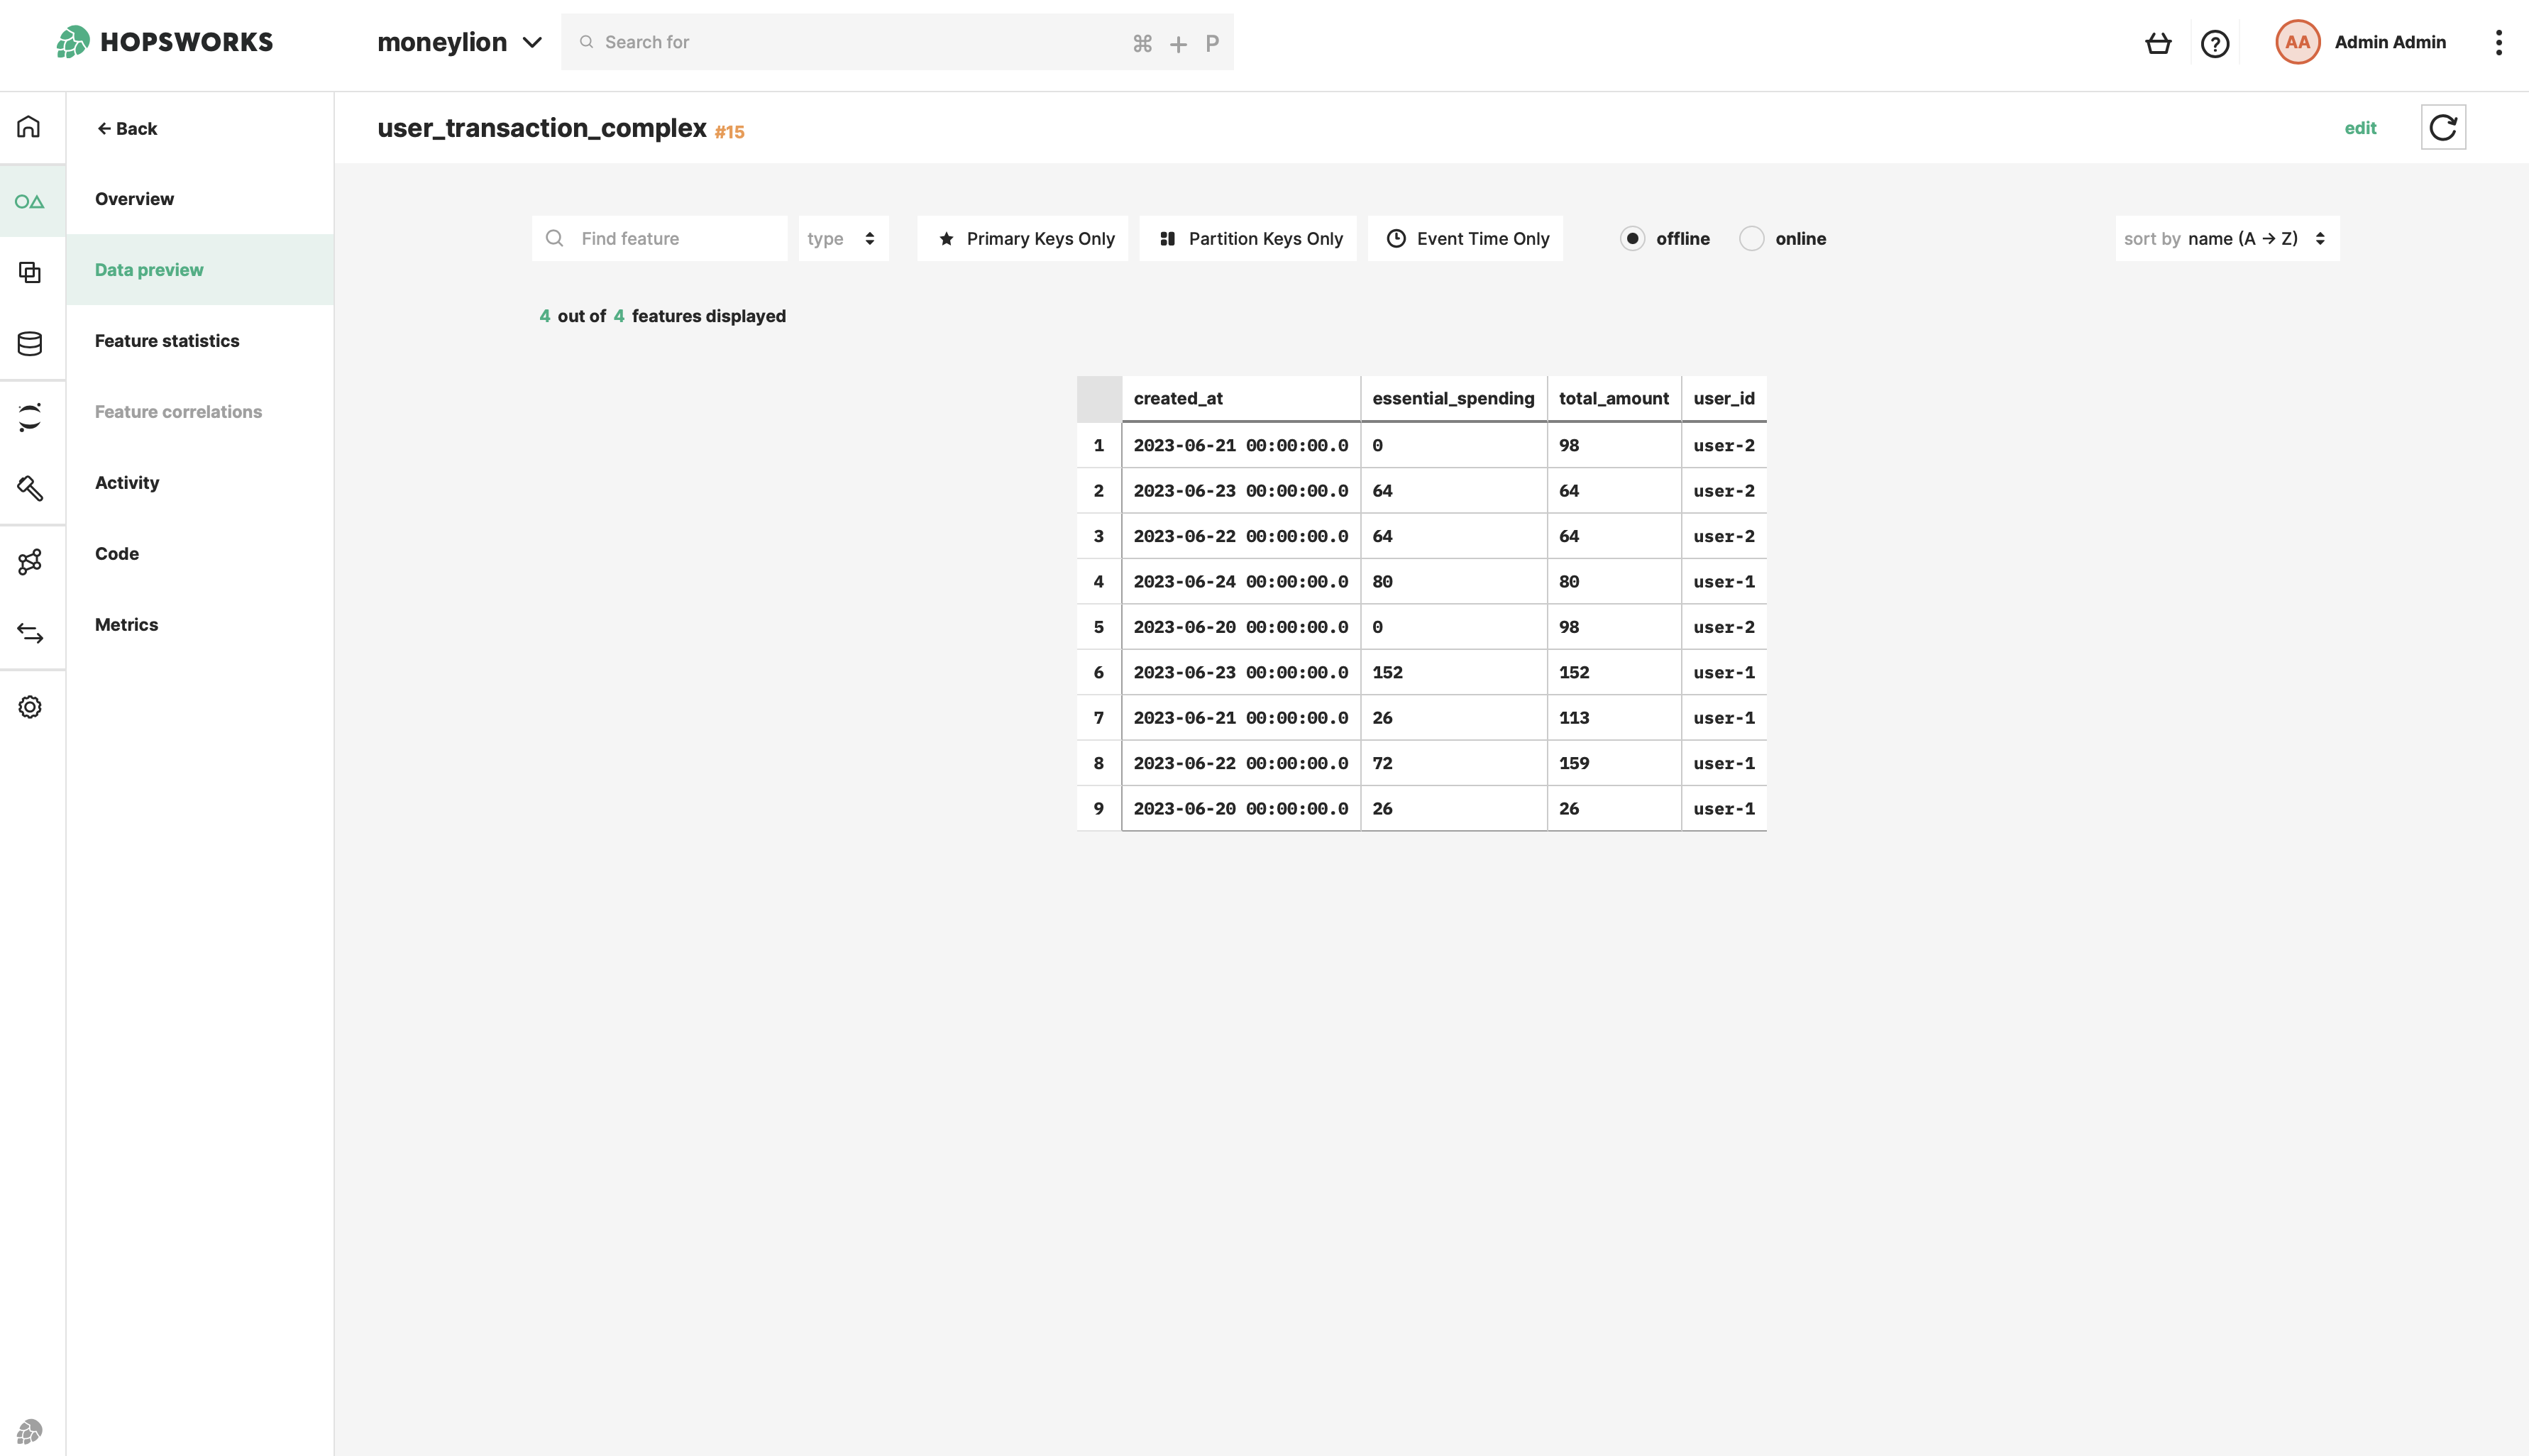 HOPSWORKS moneylion Search for ⌘ + P ? AA Admin Admin
← Back
user_transaction_complex #15 edit
Overview
Data preview
Feature statistics
Feature correlations
Activity
Code
Metrics
Find feature type Primary Keys Only Partition Keys Only Event Time Only offline online sort by name (A → Z)
4 out of 4 features displayed
created_at essential_spending total_amount user_id
1 2023-06-21 00:00:00.0 0 98 user-2
2 2023-06-23 00:00:00.0 64 64 user-2
3 2023-06-22 00:00:00.0 64 64 user-2
4 2023-06-24 00:00:00.0 80 80 user-1
5 2023-06-20 00:00:00.0 0 98 user-2
6 2023-06-23 00:00:00.0 152 152 user-1
7 2023-06-21 00:00:00.0 26 113 user-1
8 2023-06-22 00:00:00.0 72 159 user-1
9 2023-06-20 00:00:00.0 26 26 user-1